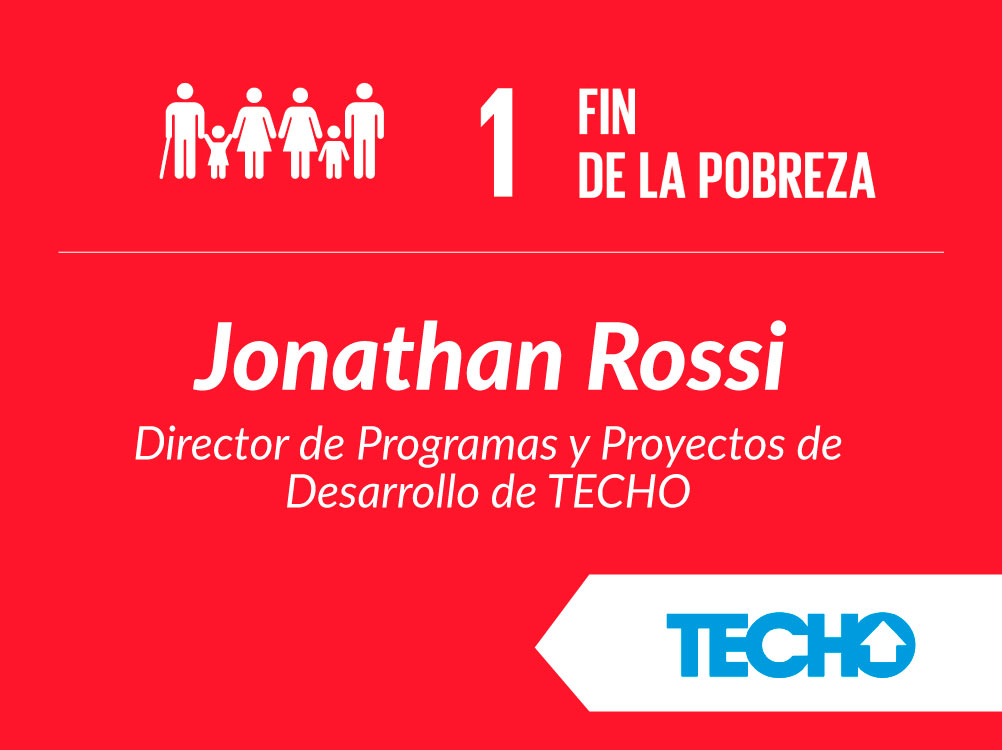 1 FIN
DE LA POBREZA
Jonathan Rossi
Director de Programas y Proyectos de
Desarrollo de TECHO
TECHO